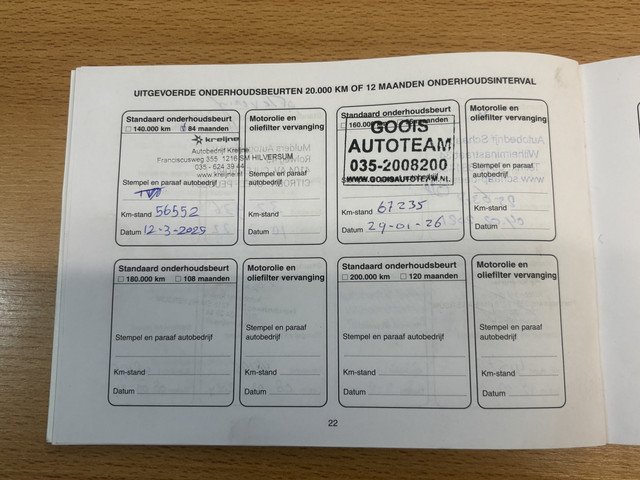 UITGEVOERDE ONDERHOUDSBEURTEN 20.000 KM OF 12 MAANDEN ONDERHOUDSINTERVAL
Standaard onderhoudsbeurt
140.000 km 84 maanden
kreijne
Autobedrijf Kreijne
Franciscusweg 355 1216 SM HILVERSUM
035 - 624 39 44
www.kreijne.nl
Stempel en paraaf autobedrijf
Km-stand 56552
Datum 12-3-2025
Motorolie en
oliefilter vervanging
Stempel en paraaf
Km-stand
Datum
Standaard onderhoudsbeurt
160.000 km 96 maanden
GOOIS
AUTOTEAM
035-2008200
WWW.GOOISAUTOTEAM.NL
Km-stand 67235
Datum 29-01-26
Motorolie en
oliefilter vervanging
Stempel en paraaf
Km-stand
Datum
Standaard onderhoudsbeurt
180.000 km 108 maanden
Stempel en paraaf autobedrijf
Km-stand
Datum
Motorolie en
oliefilter vervanging
Stempel en paraaf
Km-stand
Datum
Standaard onderhoudsbeurt
200.000 km 120 maanden
Stempel en paraaf autobedrijf
Km-stand
Datum
Motorolie en
oliefilter vervanging
Stempel en paraaf
Km-stand
Datum
22